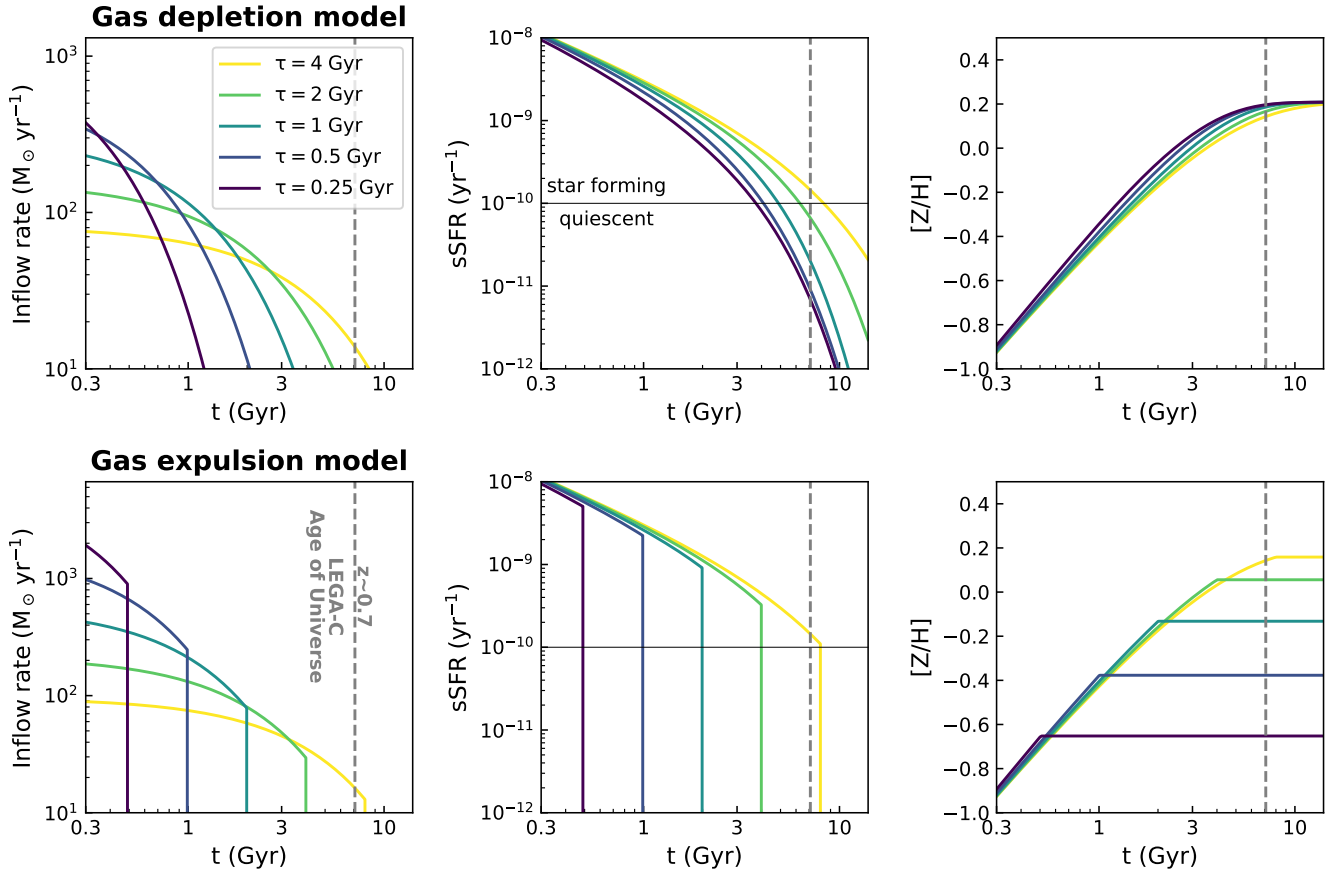 Gas depletion model
Inflow rate (M⊙ yr⁻¹)
10³
10²
10¹
τ = 4 Gyr
τ = 2 Gyr
τ = 1 Gyr
τ = 0.5 Gyr
τ = 0.25 Gyr
0.3 1 3 10
t (Gyr)
sSFR (yr⁻¹)
10⁻⁸
10⁻⁹
10⁻¹⁰
10⁻¹¹
10⁻¹²
star forming
quiescent
0.3 1 3 10
t (Gyr)
[Z/H]
0.4
0.2
0.0
−0.2
−0.4
−0.6
−0.8
−1.0
0.3 1 3 10
t (Gyr)
Gas expulsion model
Inflow rate (M⊙ yr⁻¹)
10³
10²
10¹
z~0.7
LEGA-C
Age of Universe
0.3 1 3 10
t (Gyr)
sSFR (yr⁻¹)
10⁻⁸
10⁻⁹
10⁻¹⁰
10⁻¹¹
10⁻¹²
0.3 1 3 10
t (Gyr)
[Z/H]
0.4
0.2
0.0
−0.2
−0.4
−0.6
−0.8
−1.0
0.3 1 3 10
t (Gyr)